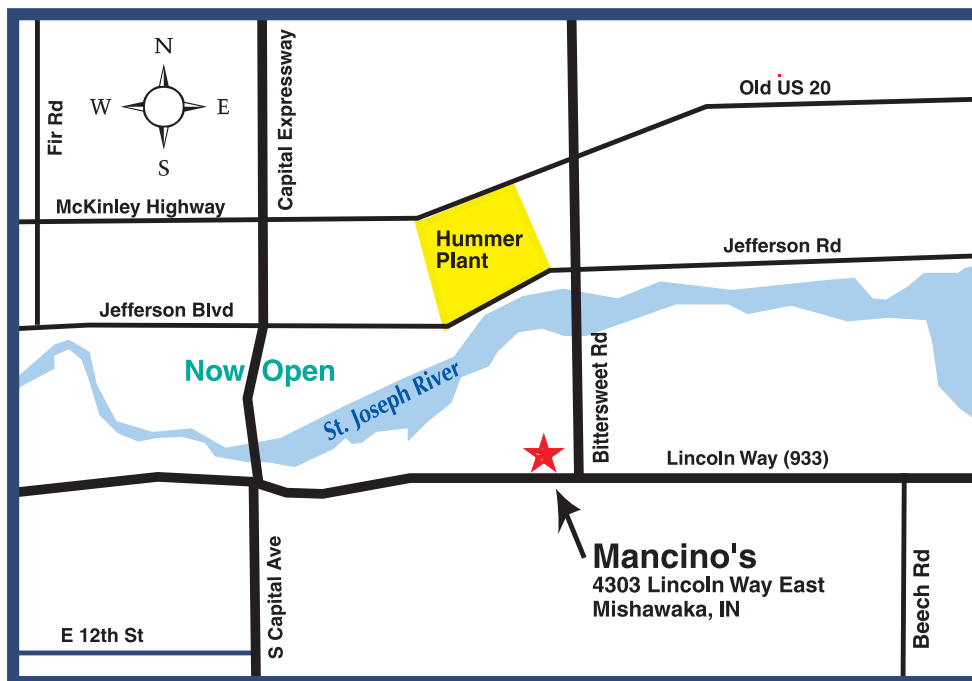 N
W E
S
Fir Rd
Capital Expressway
Old US 20
McKinley Highway
Hummer
Plant
Jefferson Rd
Jefferson Blvd
Now Open
St. Joseph River
Bittersweet Rd
Lincoln Way (933)
Mancino's
4303 Lincoln Way East
Mishawaka, IN
S Capital Ave
E 12th St
Beech Rd